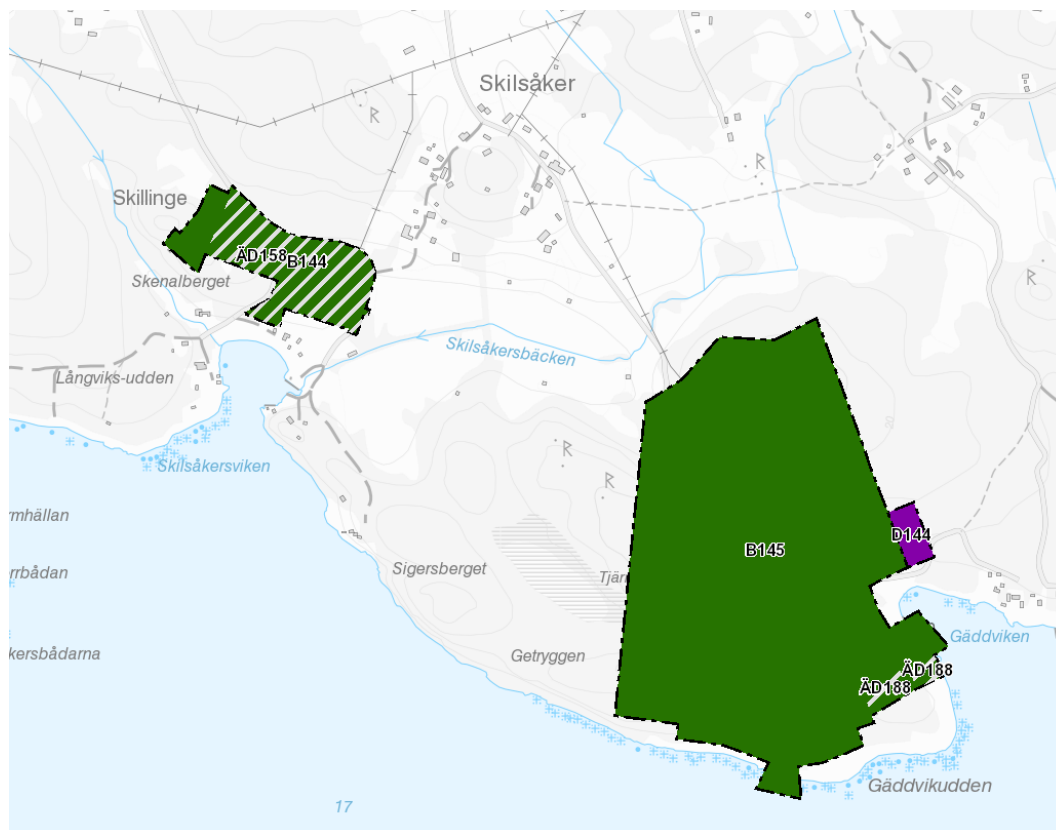 Skilsåker
Skillinge
ÄD158
B144
Skenalberget
Skilsåkersbäcken
Långviks-udden
Skilsåkersviken
rmhällan
D144
B145
Sigersberget
rrbådan
Tjärn
Gäddviken
kersbådarna
Getryggen
ÄD188
ÄD188
Gäddvikudden
17